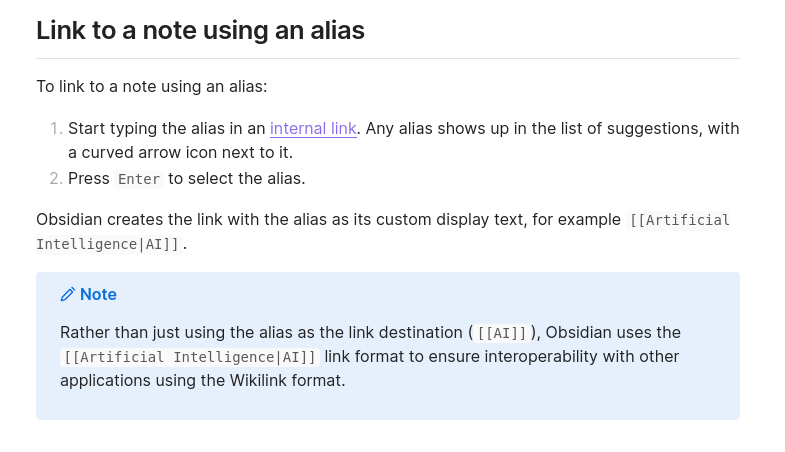 Link to a note using an alias
To link to a note using an alias:
1. Start typing the alias in an internal link. Any alias shows up in the list of suggestions, with
a curved arrow icon next to it.
2. Press Enter to select the alias.
Obsidian creates the link with the alias as its custom display text, for example [[Artificial
Intelligence|AI]].
Note
Rather than just using the alias as the link destination ([[AI]]), Obsidian uses the
[[Artificial Intelligence|AI]] link format to ensure interoperability with other
applications using the Wikilink format.